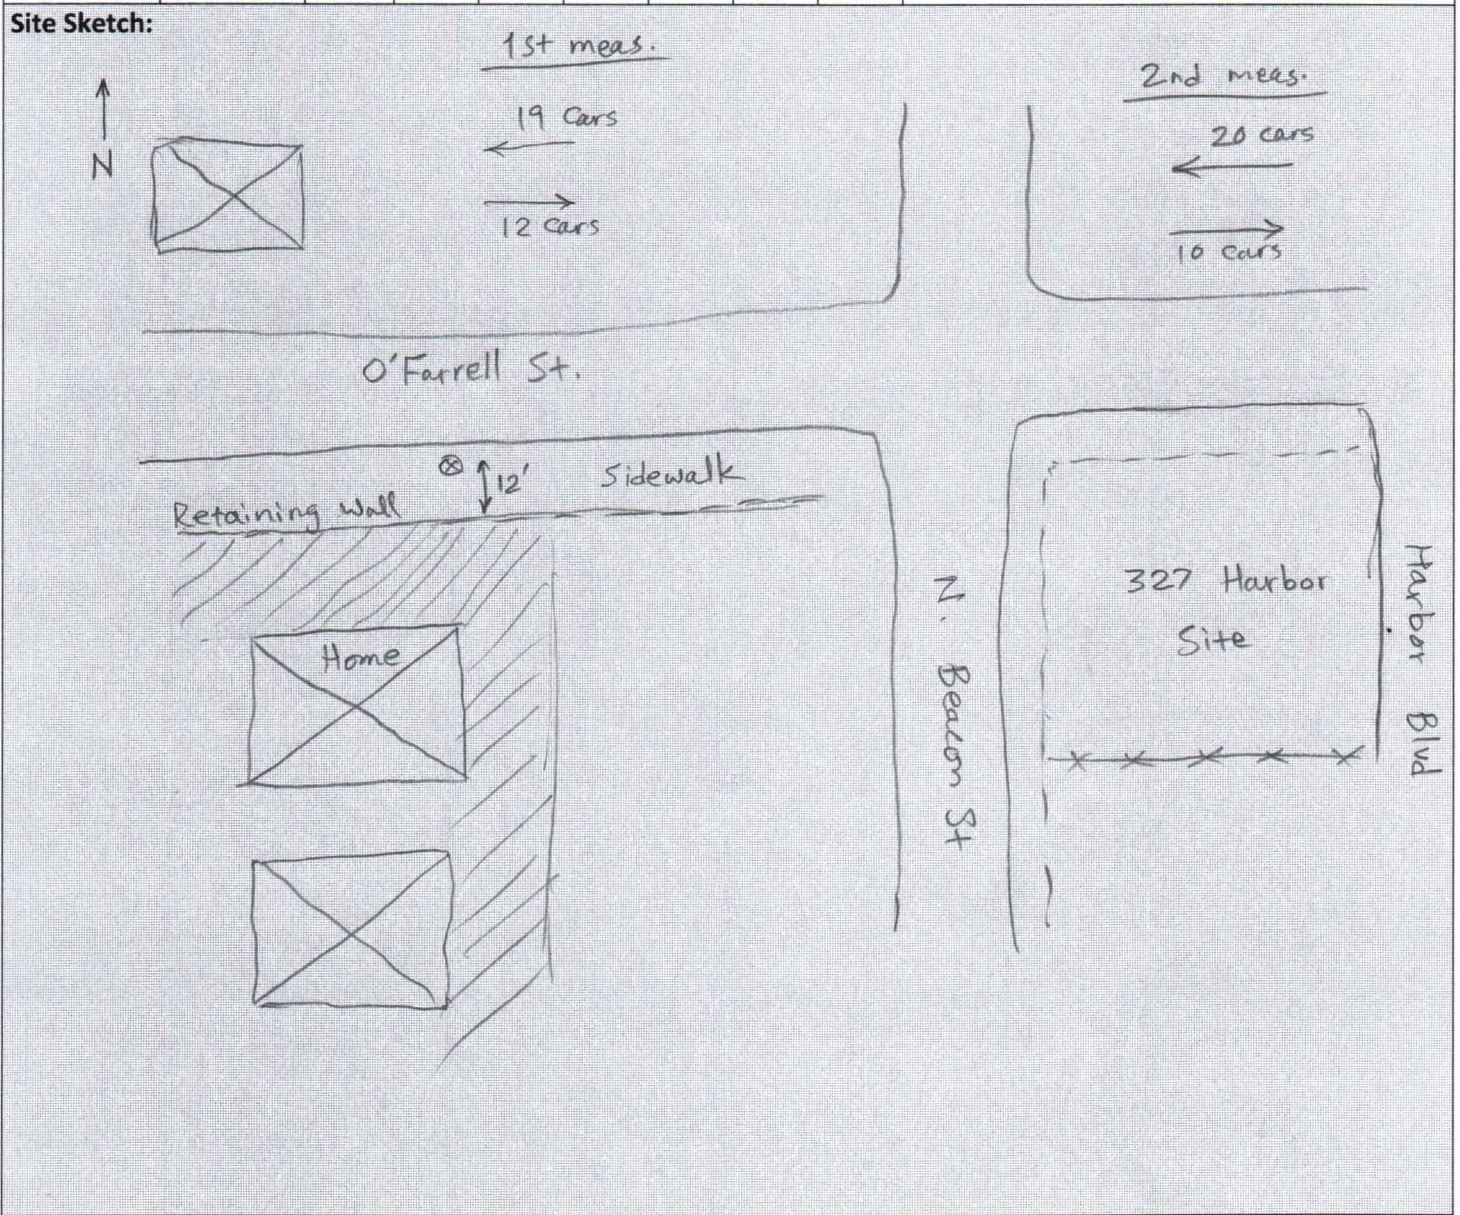 Site Sketch:
1st meas.
19 Cars
12 Cars
2nd meas.
20 cars
10 cars
N
O'Farrell St.
12'
Sidewalk
Retaining Wall
Home
N. Beacon St
327 Harbor
Site
Harbor Blvd